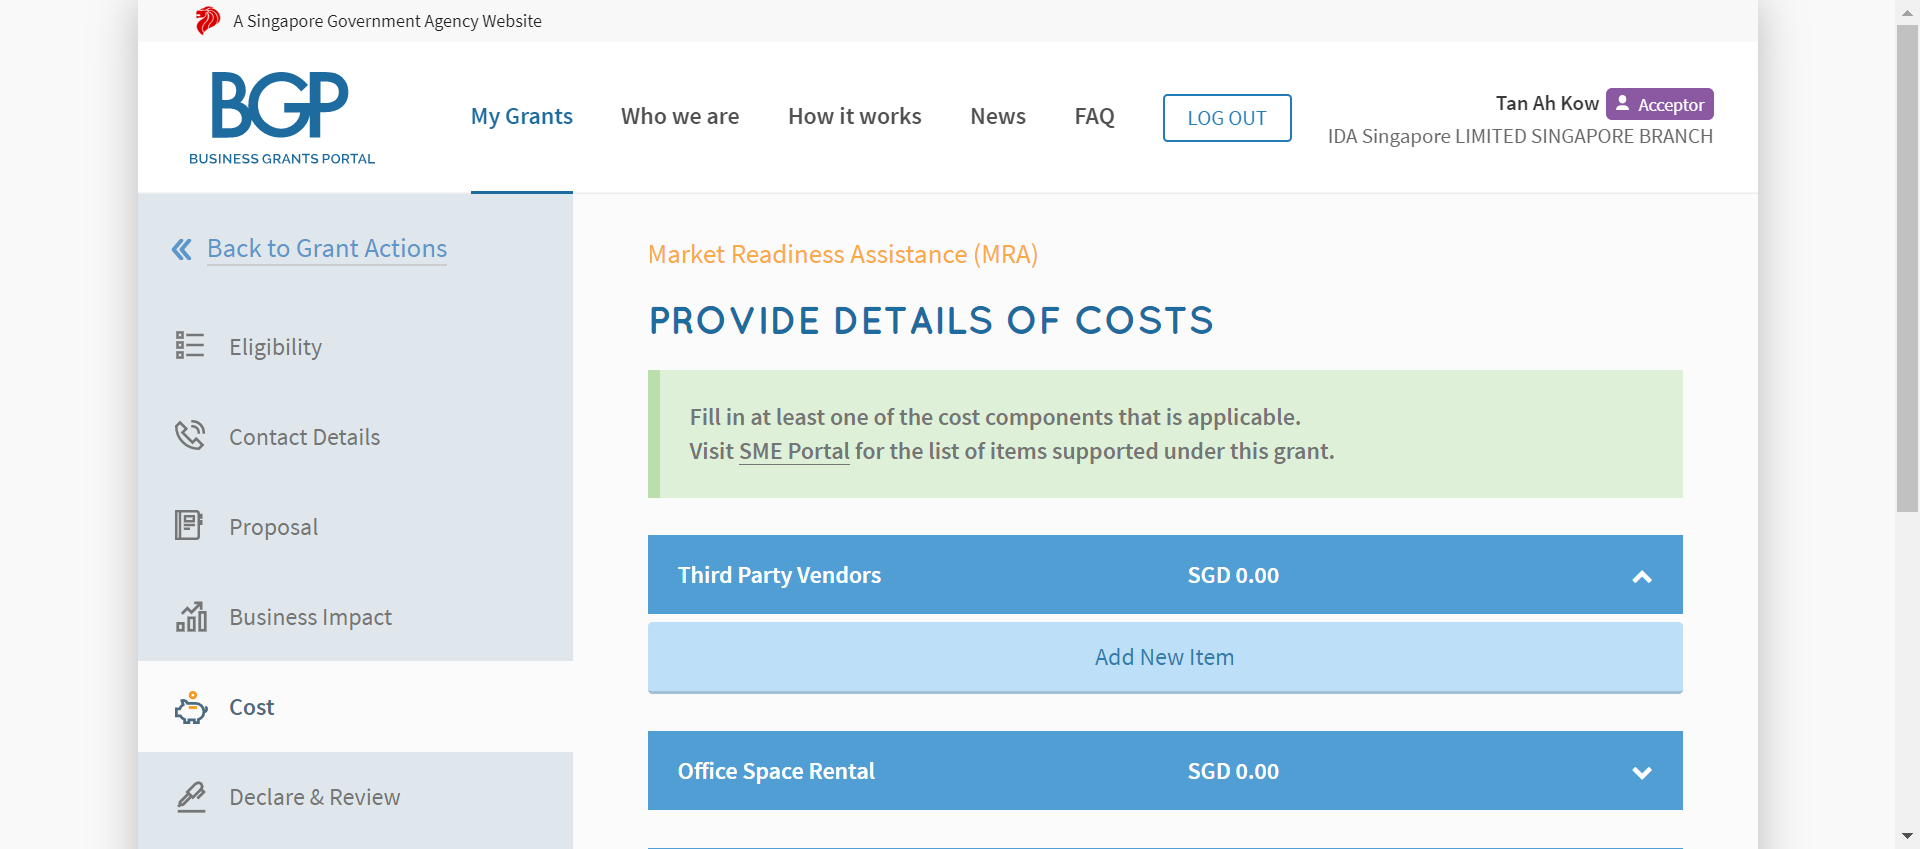 A Singapore Government Agency Website
BGP
BUSINESS GRANTS PORTAL
My Grants
Who we are
How it works
News
FAQ
LOG OUT
Tan Ah Kow Acceptor
IDA Singapore LIMITED SINGAPORE BRANCH
Back to Grant Actions
Eligibility
Contact Details
Proposal
Business Impact
Cost
Declare & Review
Market Readiness Assistance (MRA)
PROVIDE DETAILS OF COSTS
Fill in at least one of the cost components that is applicable.
Visit SME Portal for the list of items supported under this grant.
Third Party Vendors SGD 0.00
Add New Item
Office Space Rental SGD 0.00